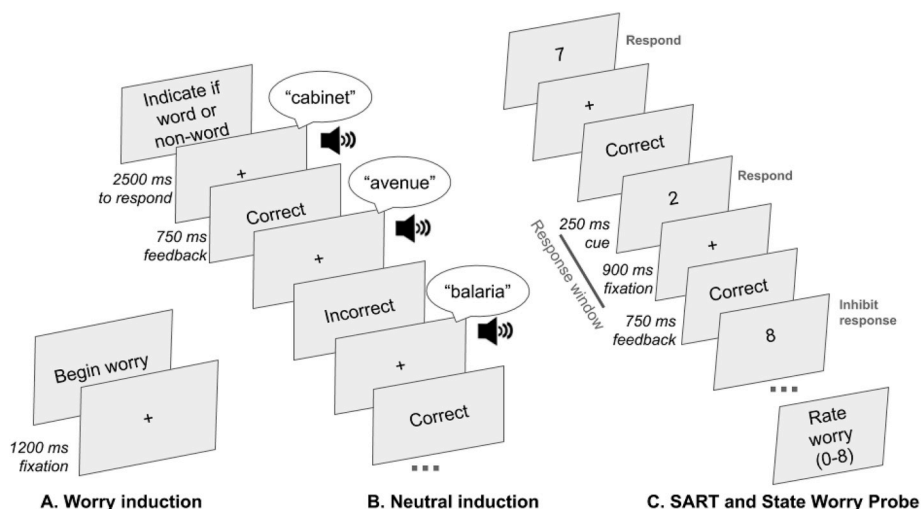 Begin worry
+
1200 ms
fixation
A. Worry induction
Indicate if
word or
non-word
"cabinet"
+
2500 ms
to respond
Correct
750 ms
feedback
"avenue"
+
Incorrect
"balaria"
+
Correct
B. Neutral induction
7
Respond
+
Correct
2
Respond
250 ms
cue
Response window
+
900 ms
fixation
Correct
750 ms
feedback
8
Inhibit
response
Rate
worry
(0-8)
C. SART and State Worry Probe